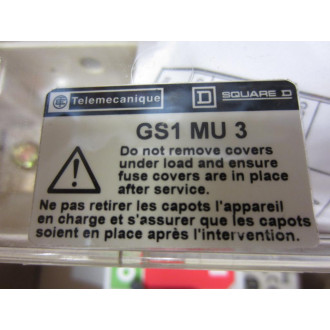 Telemecanique
SQUARE D
GS1 MU 3
Do not remove covers
under load and ensure
fuse covers are in place
after service.
Ne pas retirer les capots l'appareil
en charge et s'assurer que les capots
soient en place après l'intervention.